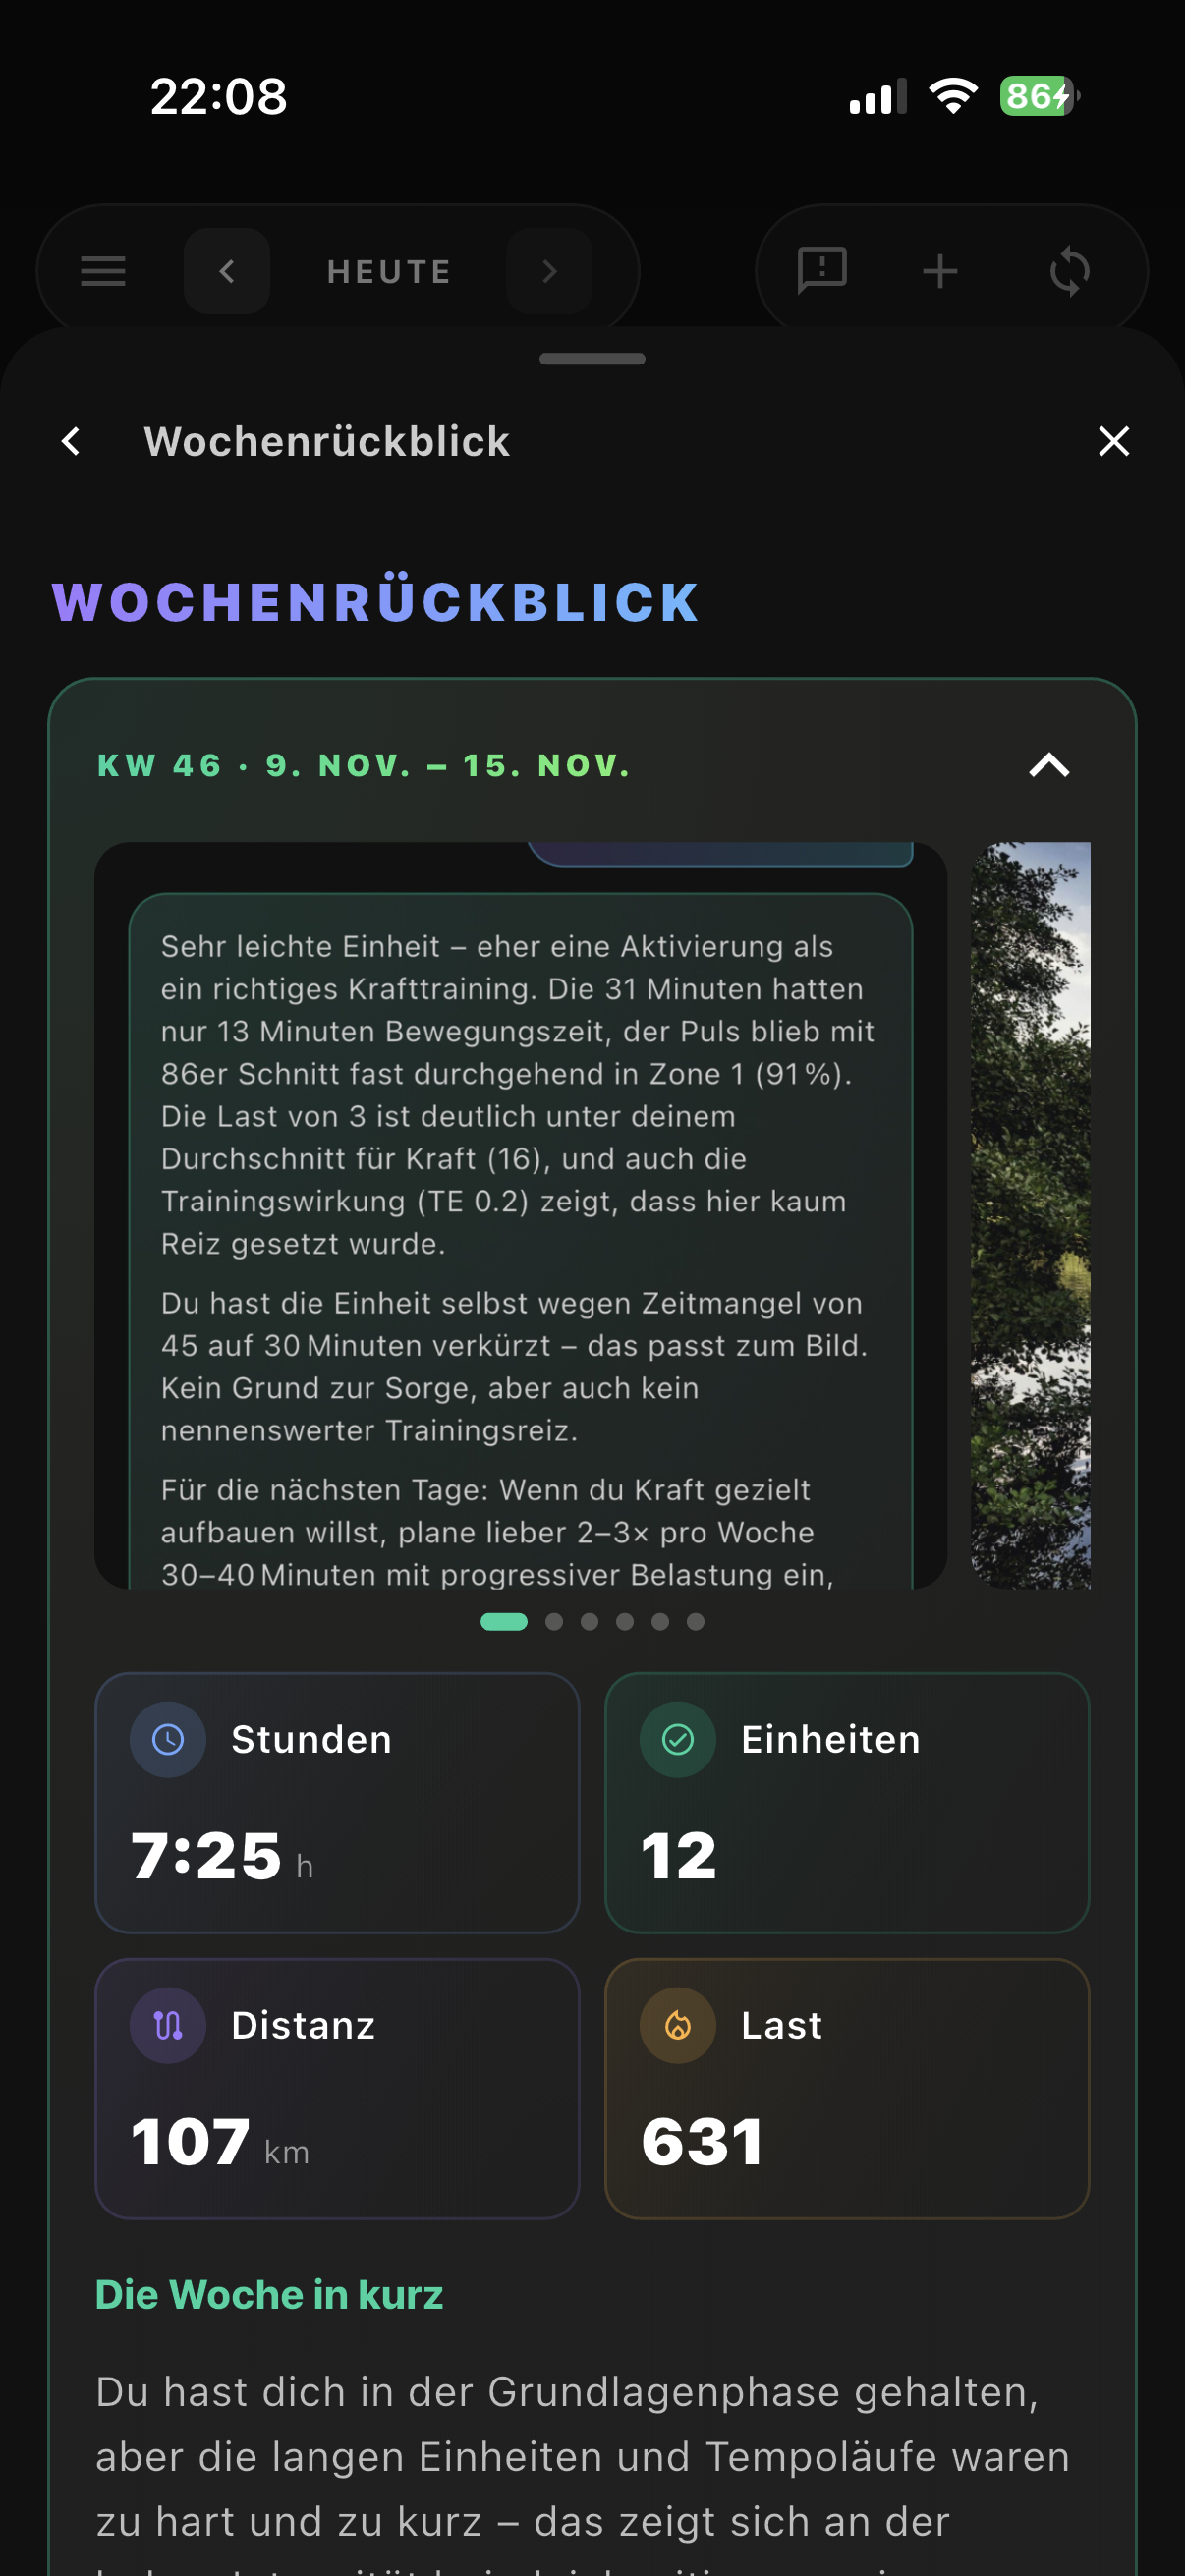 22:08
86
HEUTE
Wochenrückblick
WOCHENRÜCKBLICK
KW 46 · 9. NOV. – 15. NOV.
Sehr leichte Einheit – eher eine Aktivierung als
ein richtiges Krafttraining. Die 31 Minuten hatten
nur 13 Minuten Bewegungszeit, der Puls blieb mit
86er Schnitt fast durchgehend in Zone 1 (91 %).
Die Last von 3 ist deutlich unter deinem
Durchschnitt für Kraft (16), und auch die
Trainingswirkung (TE 0.2) zeigt, dass hier kaum
Reiz gesetzt wurde.
Du hast die Einheit selbst wegen Zeitmangel von
45 auf 30 Minuten verkürzt – das passt zum Bild.
Kein Grund zur Sorge, aber auch kein
nennenswerter Trainingsreiz.
Für die nächsten Tage: Wenn du Kraft gezielt
aufbauen willst, plane lieber 2–3× pro Woche
30–40 Minuten mit progressiver Belastung ein,
Stunden
7:25 h
Einheiten
12
Distanz
107 km
Last
631
Die Woche in kurz
Du hast dich in der Grundlagenphase gehalten,
aber die langen Einheiten und Tempoläufe waren
zu hart und zu kurz – das zeigt sich an der